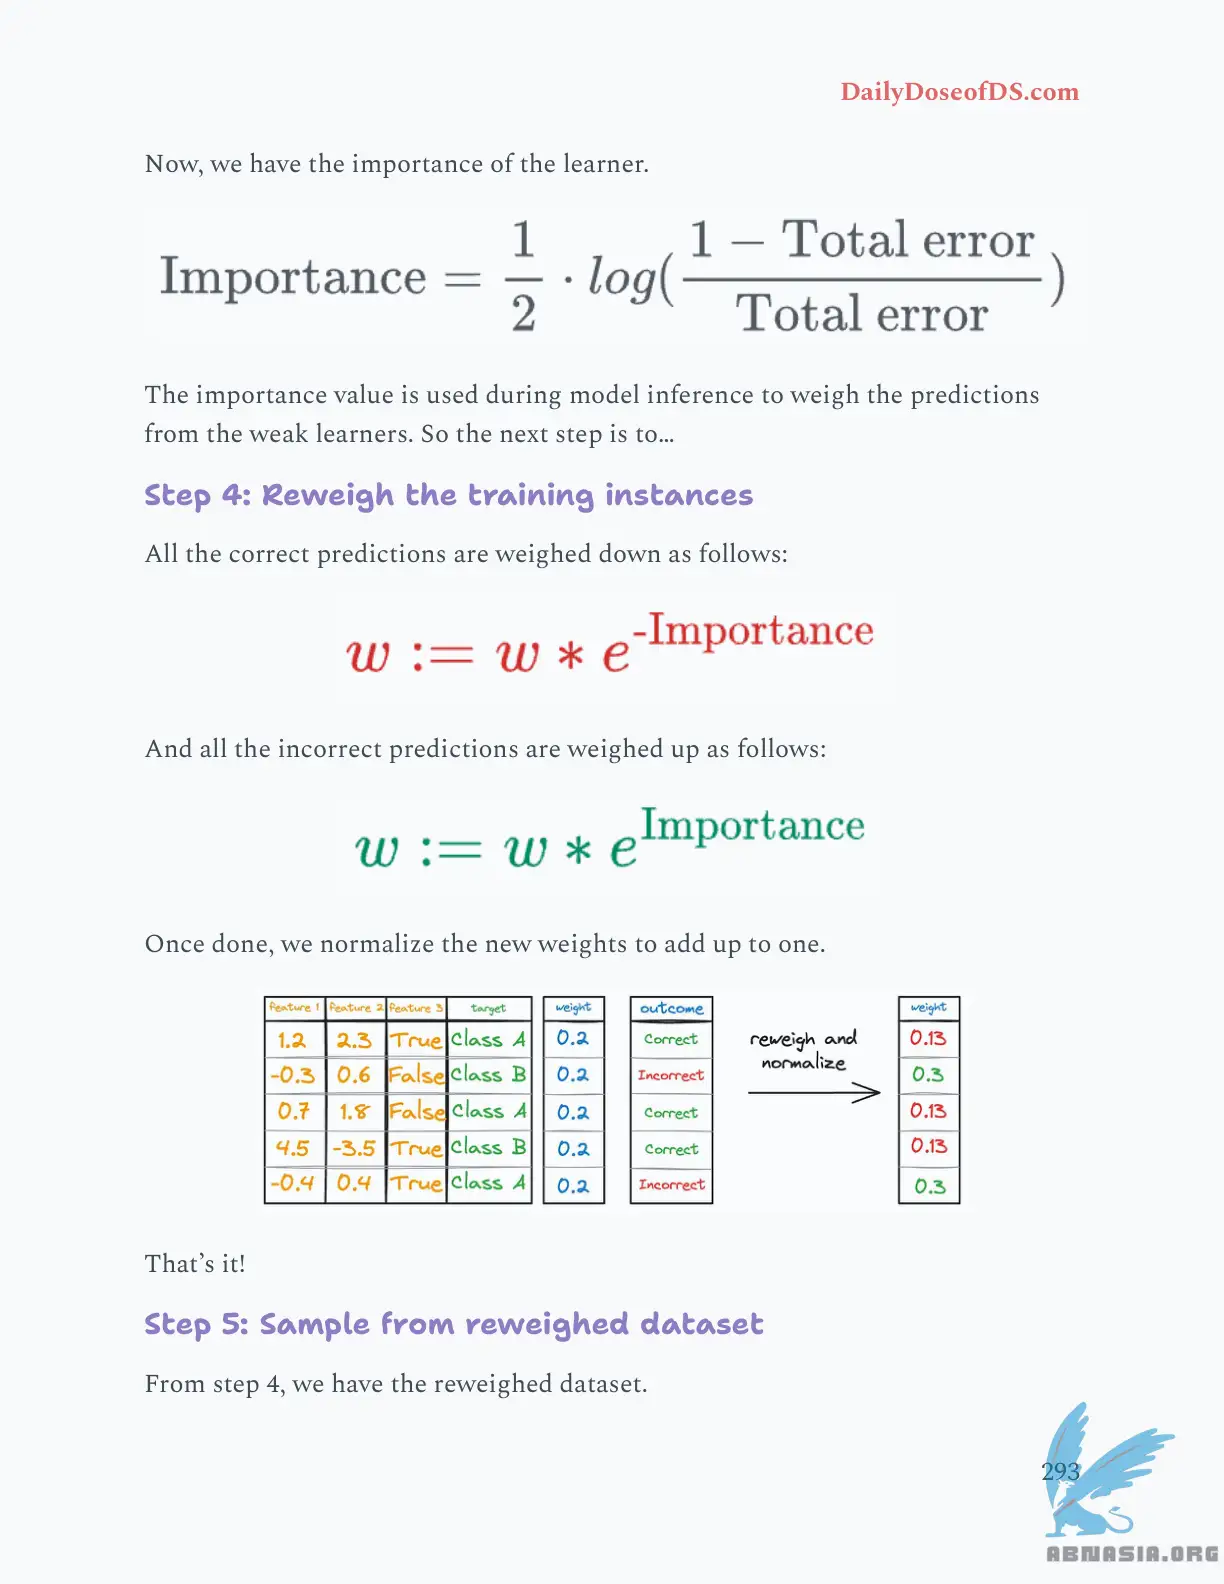 DailyDoseofDS.com
Now, we have the importance of the learner.
Importance = 1/2 · log(1 − Total error/Total error)
The importance value is used during model inference to weigh the predictions
from the weak learners. So the next step is to...
Step 4: Reweigh the training instances
All the correct predictions are weighed down as follows:
w := w * e^-Importance
And all the incorrect predictions are weighed up as follows:
w := w * e^Importance
Once done, we normalize the new weights to add up to one.
feature 1 feature 2 feature 3 target weight outcome weight
1.2 2.3 True Class A 0.2 Correct reweigh and 0.13
normalize
-0.3 0.6 False Class B 0.2 Incorrect 0.3
0.7 1.8 False Class A 0.2 Correct 0.13
4.5 -3.5 True Class B 0.2 Correct 0.13
-0.4 0.4 True Class A 0.2 Incorrect 0.3
That's it!
Step 5: Sample from reweighed dataset
From step 4, we have the reweighed dataset.
293
ABNASIA.ORG